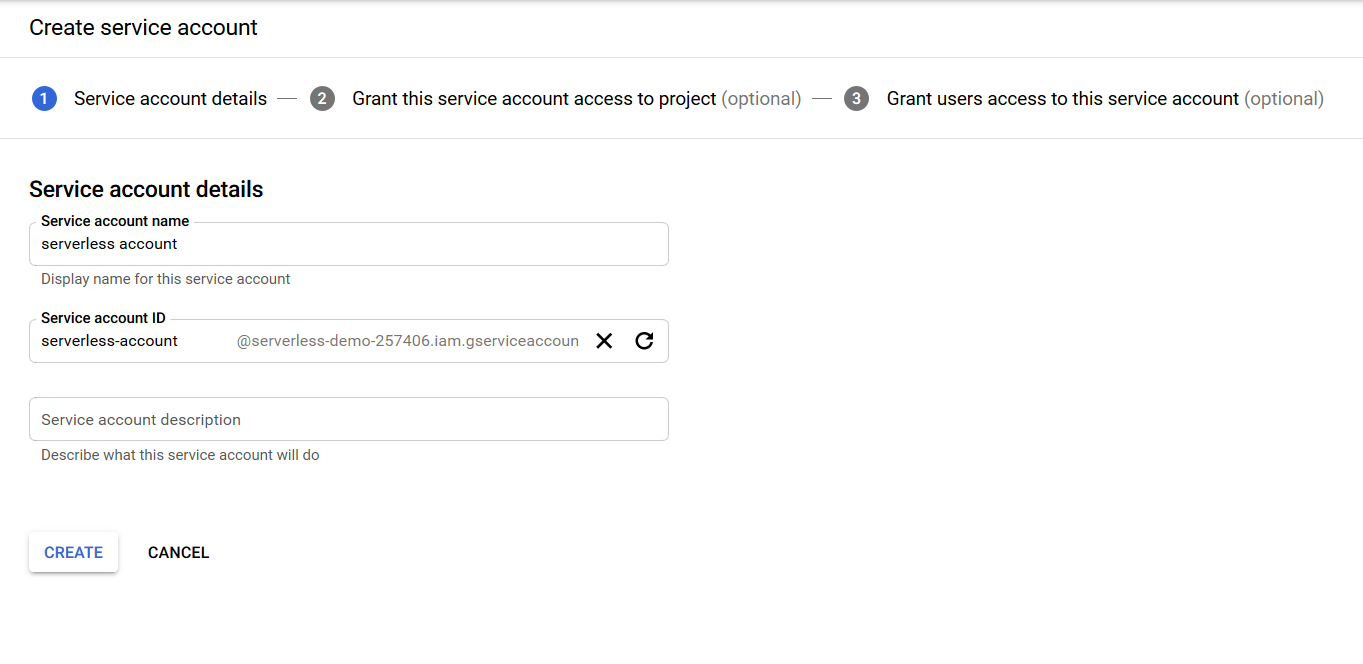 Create service account
1 Service account details — 2 Grant this service account access to project (optional) — 3 Grant users access to this service account (optional)
Service account details
Service account name
serverless account
Display name for this service account
Service account ID
serverless-account @serverless-demo-257406.iam.gserviceaccoun
Service account description
Describe what this service account will do
CREATE CANCEL